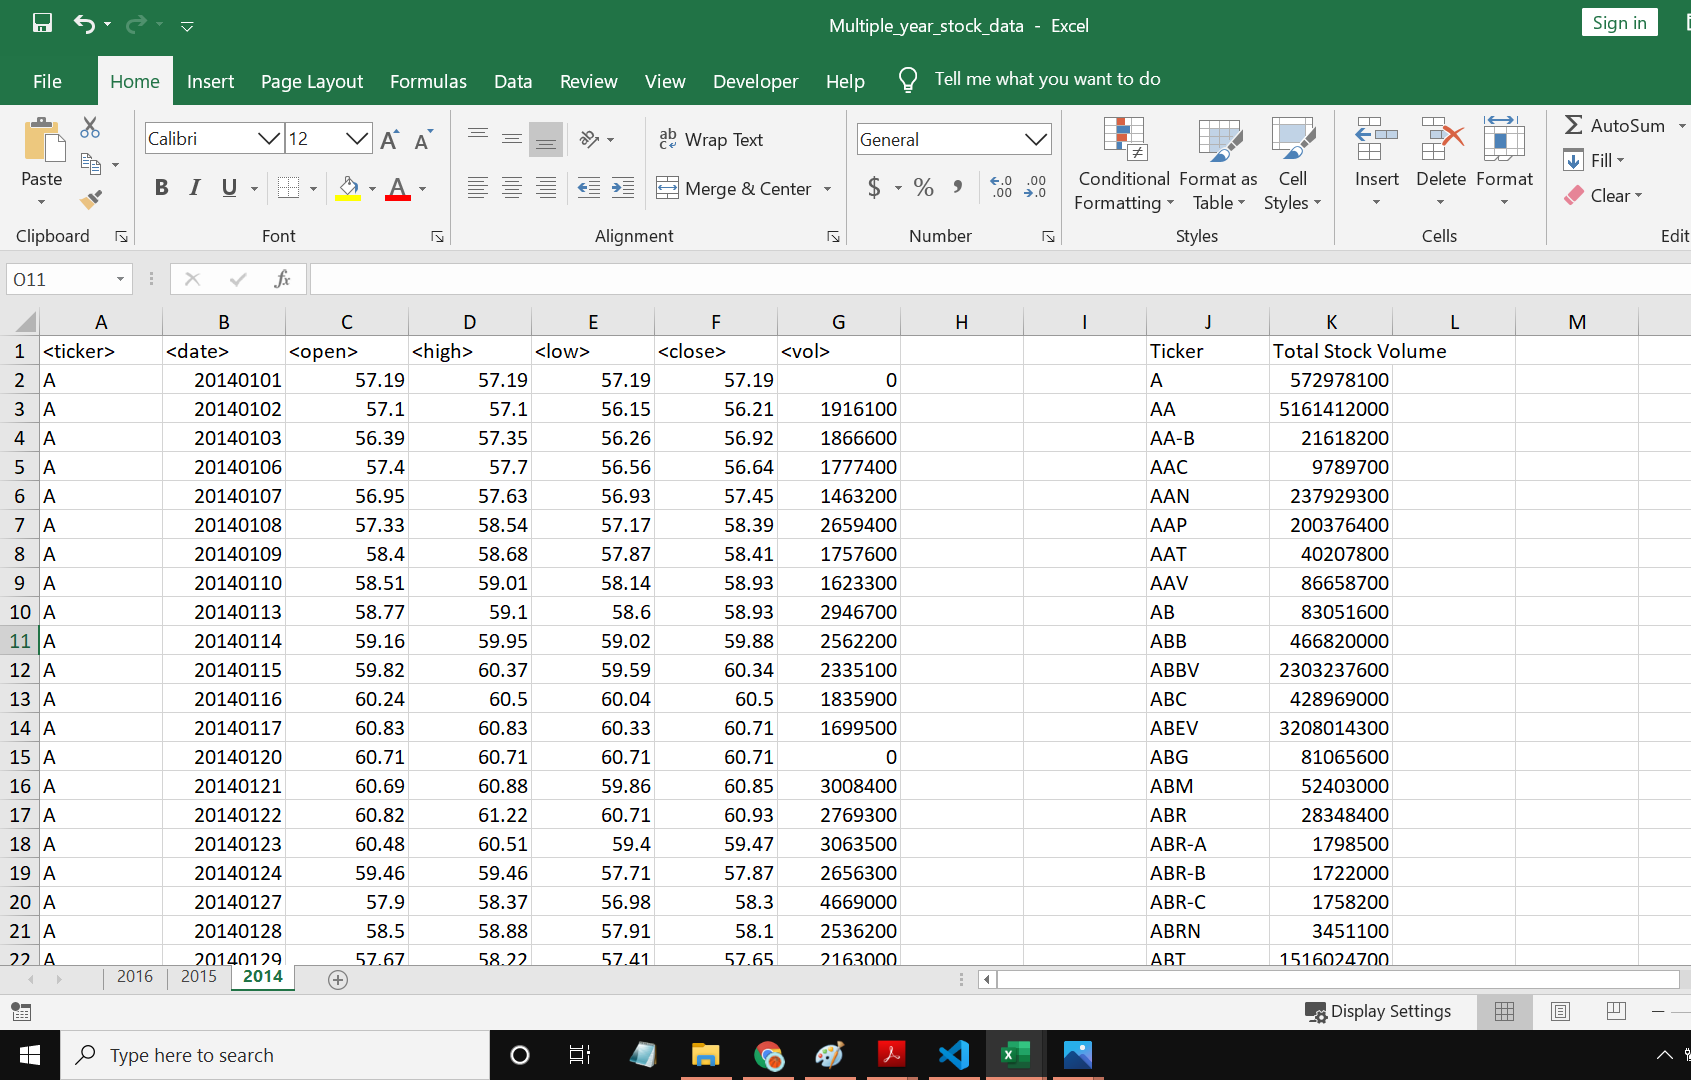 Multiple_year_stock_data - Excel
Sign in
File Home Insert Page Layout Formulas Data Review View Developer Help Tell me what you want to do
Paste
Clipboard
Calibri 12
B I U A
Font
Wrap Text
Merge & Center
Alignment
General
$ % ,
Number
Conditional Formatting
Format as Table
Cell Styles
Styles
Insert Delete Format
Cells
AutoSum
Fill
Clear
Edit
O11 fx
A B C D E F G H I J K L M
1 <ticker> <date> <open> <high> <low> <close> <vol> Ticker Total Stock Volume
2 A 20140101 57.19 57.19 57.19 57.19 0 A 572978100
3 A 20140102 57.1 57.1 56.15 56.21 1916100 AA 5161412000
4 A 20140103 56.39 57.35 56.26 56.92 1866600 AA-B 21618200
5 A 20140106 57.4 57.7 56.56 56.64 1777400 AAC 9789700
6 A 20140107 56.95 57.63 56.93 57.45 1463200 AAN 237929300
7 A 20140108 57.33 58.54 57.17 58.39 2659400 AAP 200376400
8 A 20140109 58.4 58.68 57.87 58.41 1757600 AAT 40207800
9 A 20140110 58.51 59.01 58.14 58.93 1623300 AAV 86658700
10 A 20140113 58.77 59.1 58.6 58.93 2946700 AB 83051600
11 A 20140114 59.16 59.95 59.02 59.88 2562200 ABB 466820000
12 A 20140115 59.82 60.37 59.59 60.34 2335100 ABBV 2303237600
13 A 20140116 60.24 60.5 60.04 60.5 1835900 ABC 428969000
14 A 20140117 60.83 60.83 60.33 60.71 1699500 ABEV 3208014300
15 A 20140120 60.71 60.71 60.71 60.71 0 ABG 81065600
16 A 20140121 60.69 60.88 59.86 60.85 3008400 ABM 52403000
17 A 20140122 60.82 61.22 60.71 60.93 2769300 ABR 28348400
18 A 20140123 60.48 60.51 59.4 59.47 3063500 ABR-A 1798500
19 A 20140124 59.46 59.46 57.71 57.87 2656300 ABR-B 1722000
20 A 20140127 57.9 58.37 56.98 58.3 4669000 ABR-C 1758200
21 A 20140128 58.5 58.88 57.91 58.1 2536200 ABRN 3451100
22 A 20140129 57.67 58.22 57.41 57.65 2163000 ABT 1516024700
2016 2015 2014
Display Settings
Type here to search